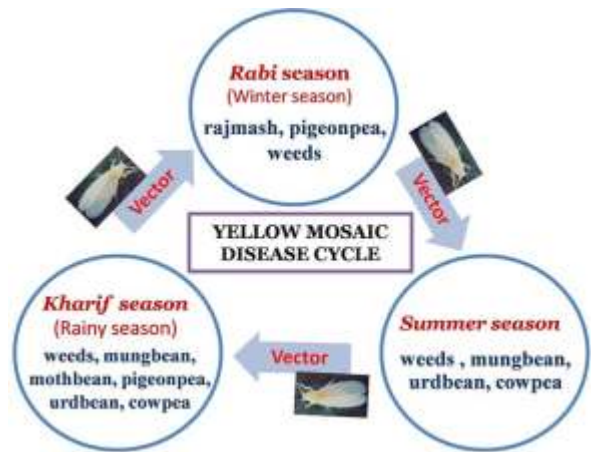 Rabi season
(Winter season)
rajmash, pigeonpea,
weeds
Vector
Vector
YELLOW MOSAIC
DISEASE CYCLE
Kharif season
(Rainy season)
weeds, mungbean,
mothbean, pigeonpea,
urdbean, cowpea
Vector
Summer season
weeds , mungbean,
urdbean, cowpea